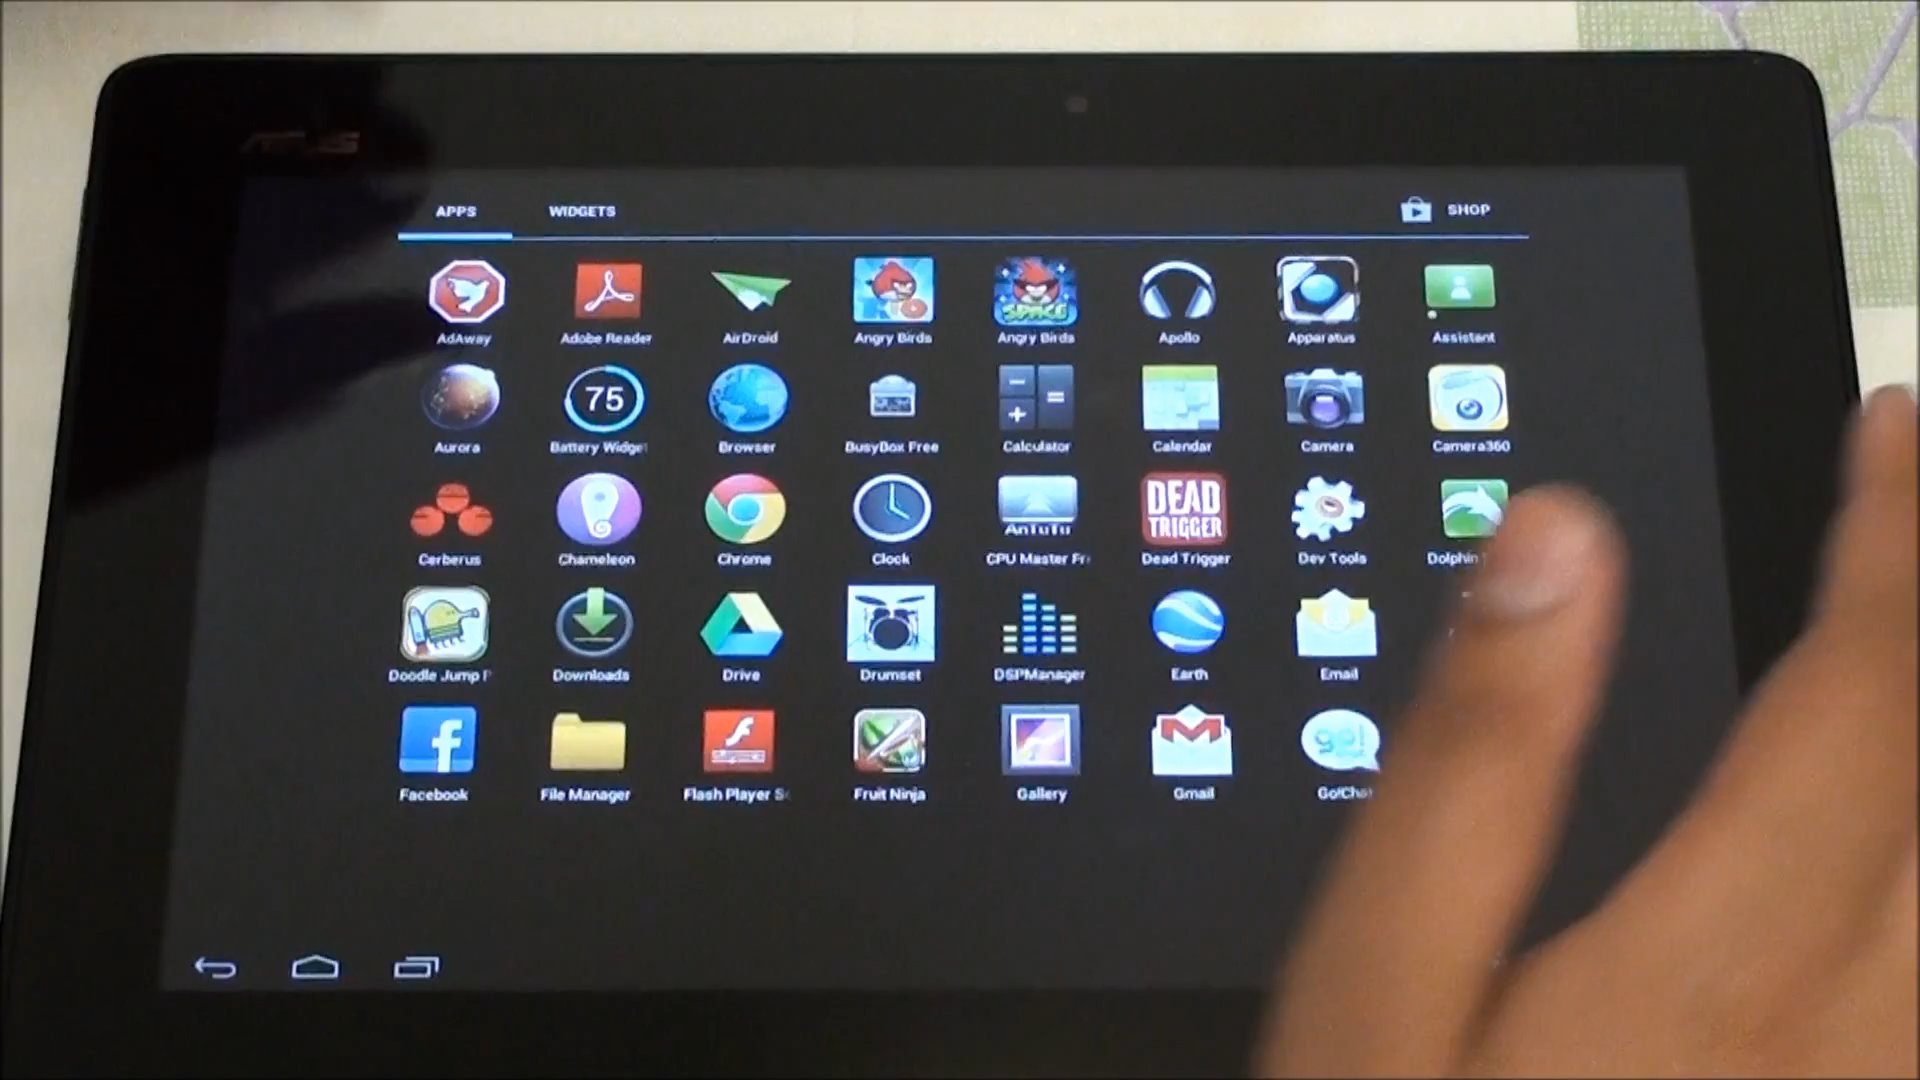 ASUS
APPS WIDGETS SHOP
SPACE
AdAway Adobe Reader AirDroid Angry Birds Angry Birds Apollo Apparatus Assistant
75
Aurora Battery Widge Browser BusyBox Free Calculator Calendar Camera Camera360
AnTuTu DEAD
TRIGGER
Cerberus Chameleon Chrome Clock CPU Master Fr Dead Trigger Dev Tools Dolphin
Doodle Jump Downloads Drive Drumset DSPManager Earth Email
go!
Facebook File Manager Flash Player S Fruit Ninja Gallery Gmail Go!Chat